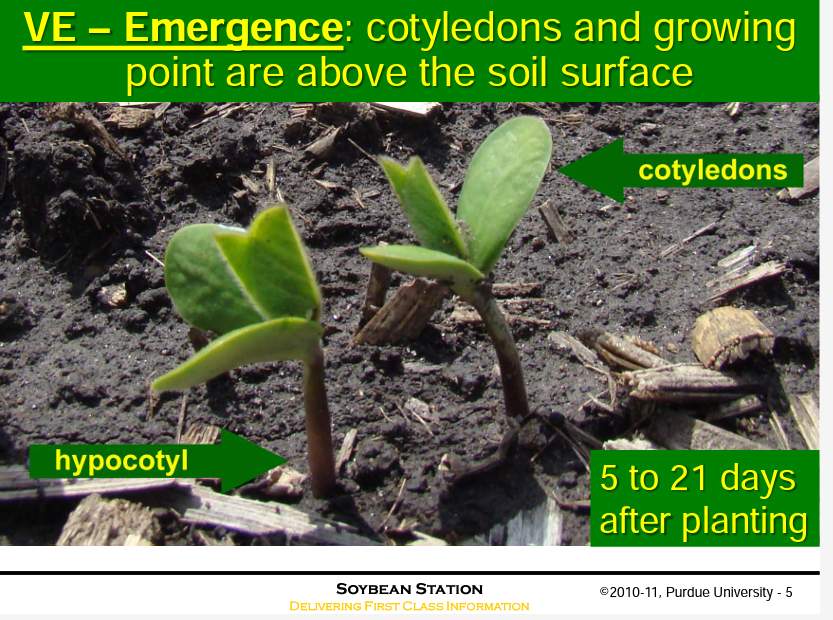 VE – Emergence: cotyledons and growing
point are above the soil surface
cotyledons
hypocotyl
5 to 21 days
after planting
SOYBEAN STATION
DELIVERING FIRST CLASS INFORMATION
©2010-11, Purdue University - 5